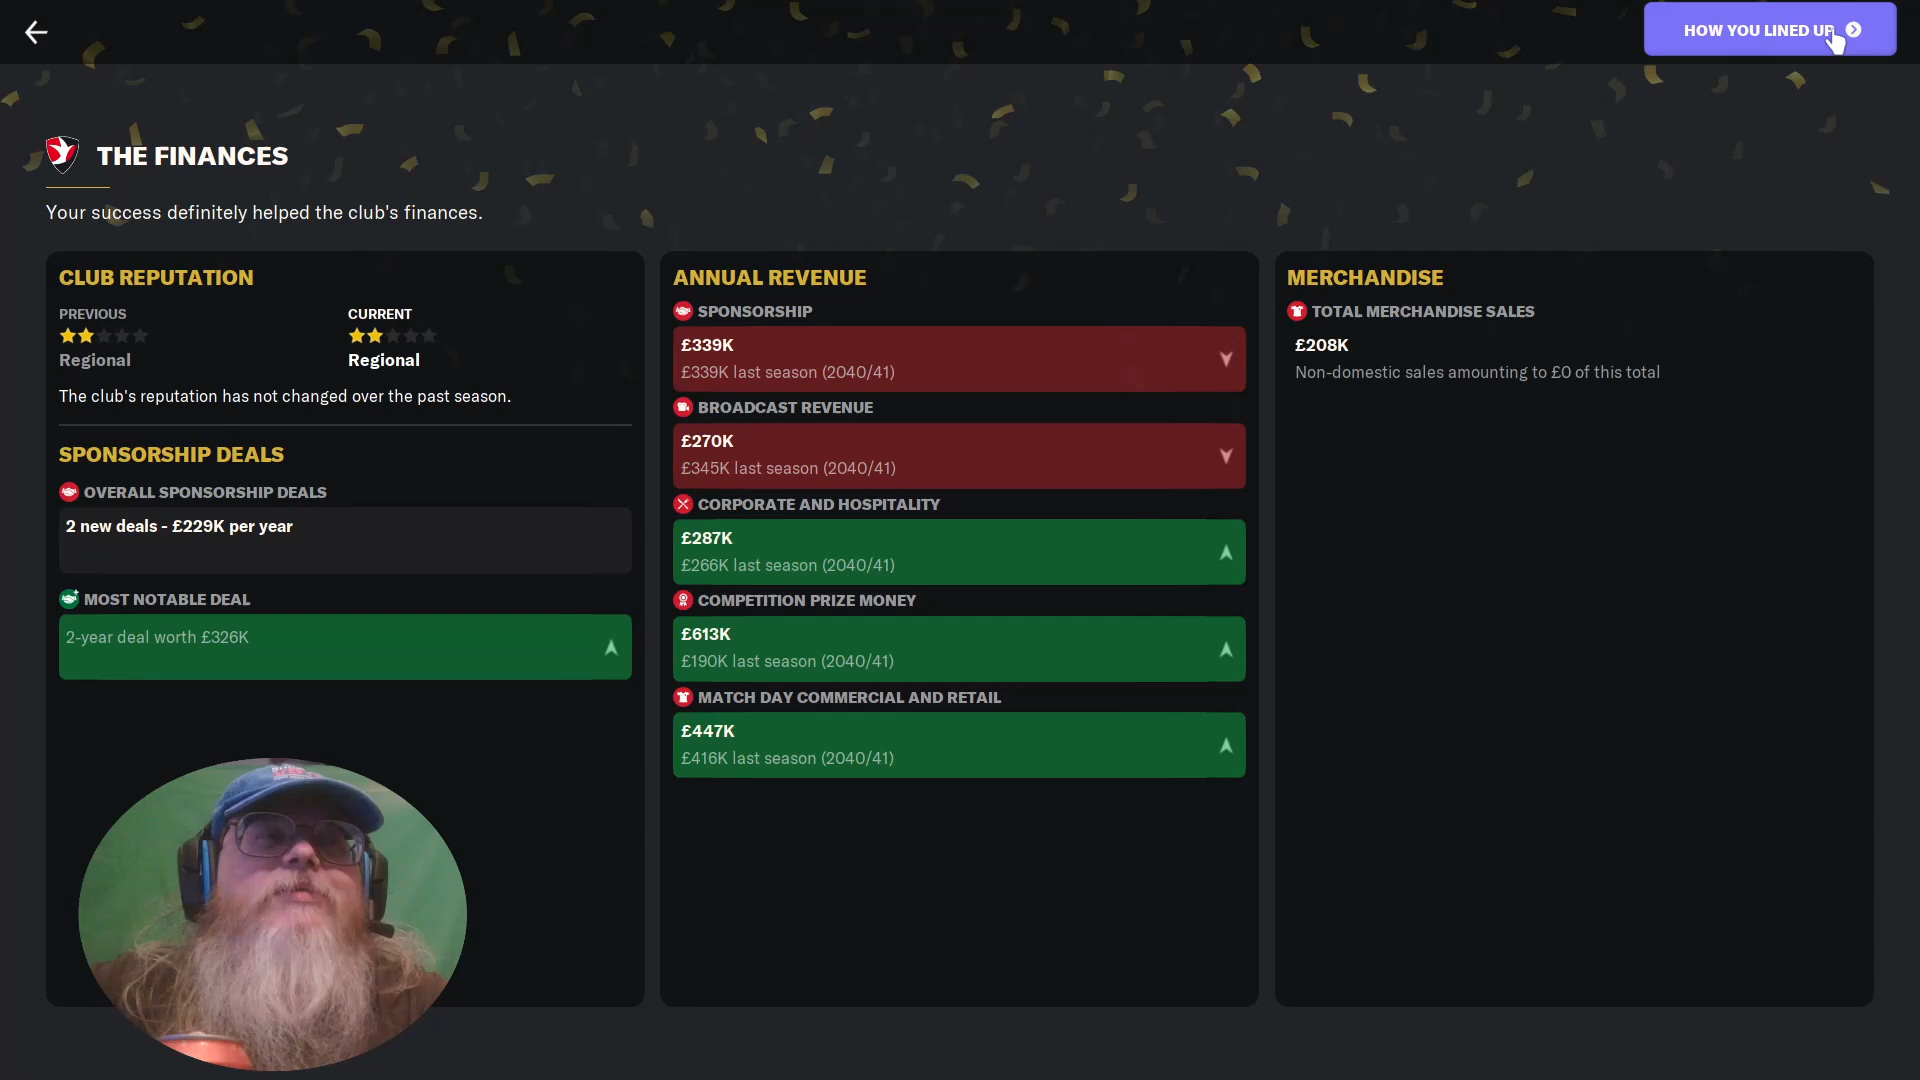 HOW YOU LINED UP
THE FINANCES
Your success definitely helped the club's finances.
CLUB REPUTATION
PREVIOUS
CURRENT
Regional
Regional
The club's reputation has not changed over the past season.
SPONSORSHIP DEALS
OVERALL SPONSORSHIP DEALS
2 new deals - £229K per year
MOST NOTABLE DEAL
2-year deal worth £326K
ANNUAL REVENUE
SPONSORSHIP
£339K
£339K last season (2040/41)
BROADCAST REVENUE
£270K
£345K last season (2040/41)
CORPORATE AND HOSPITALITY
£287K
£266K last season (2040/41)
COMPETITION PRIZE MONEY
£613K
£190K last season (2040/41)
MATCH DAY COMMERCIAL AND RETAIL
£447K
£416K last season (2040/41)
MERCHANDISE
TOTAL MERCHANDISE SALES
£208K
Non-domestic sales amounting to £0 of this total